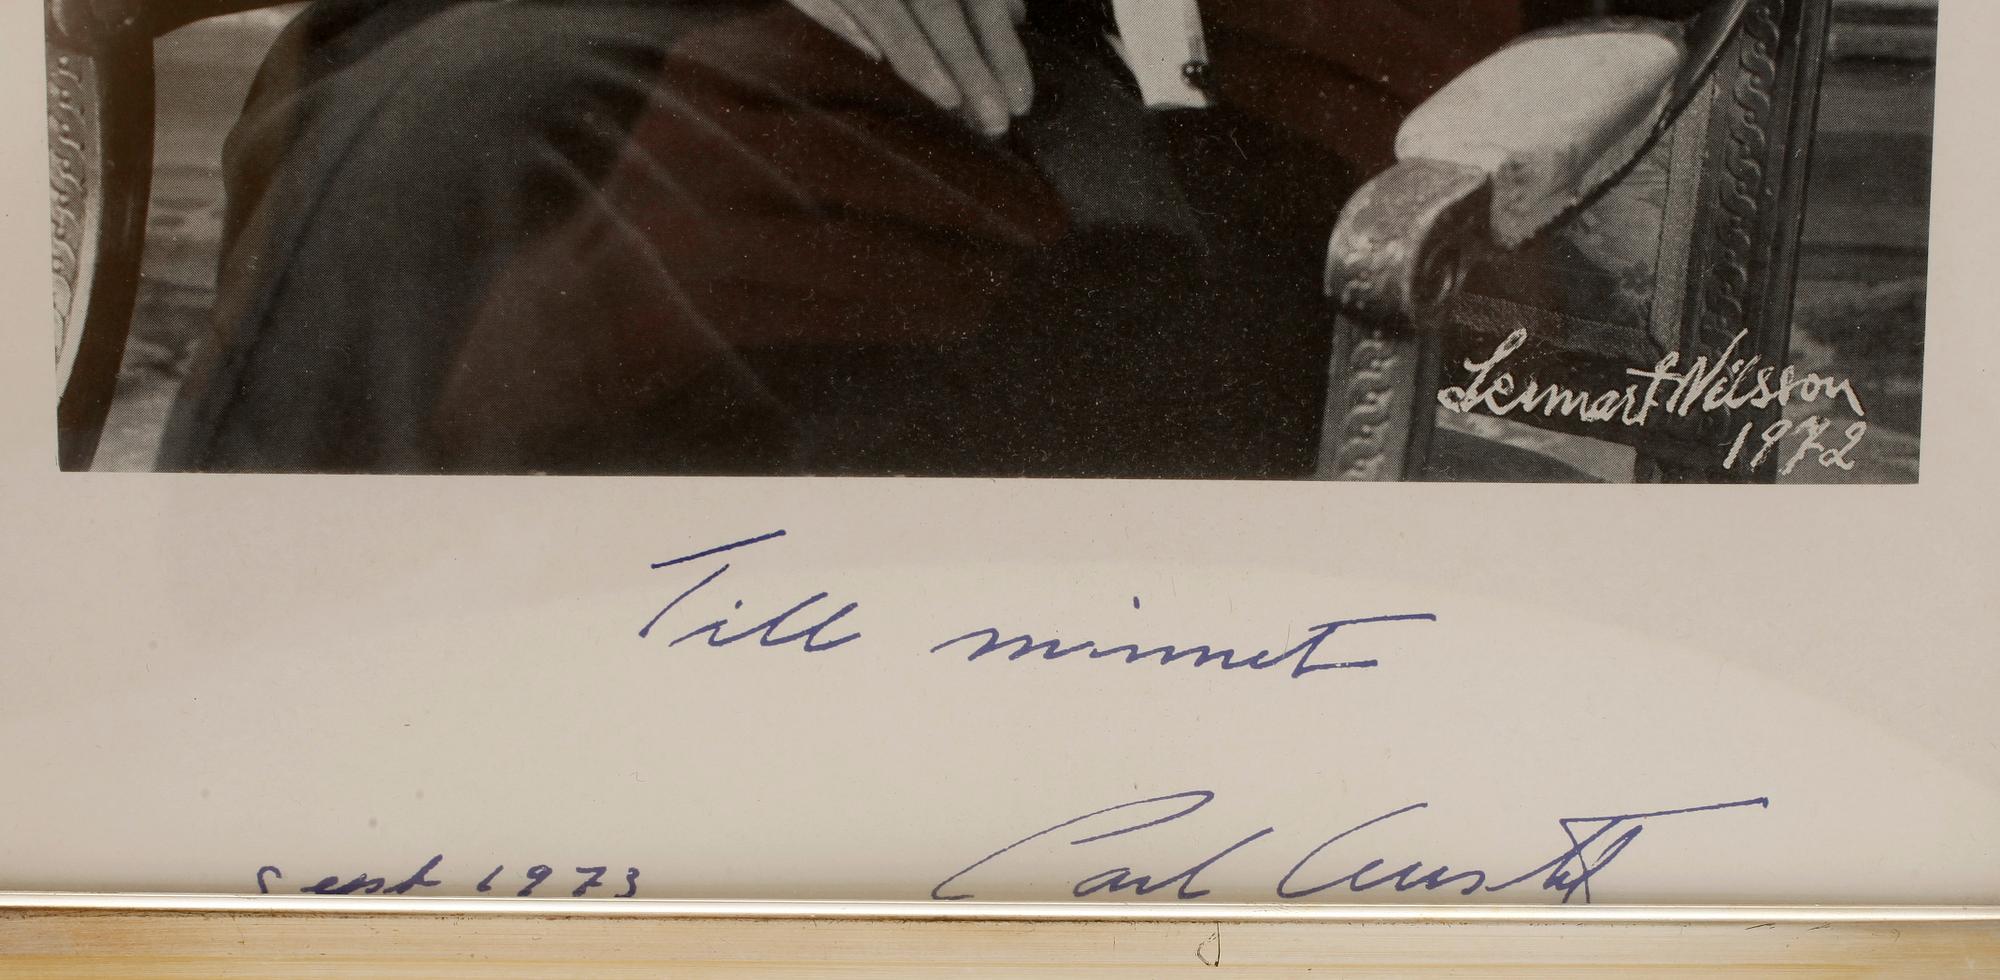 Lennart Nilsson
1972
Till minnet
Sept 1973 Carl Gustaf